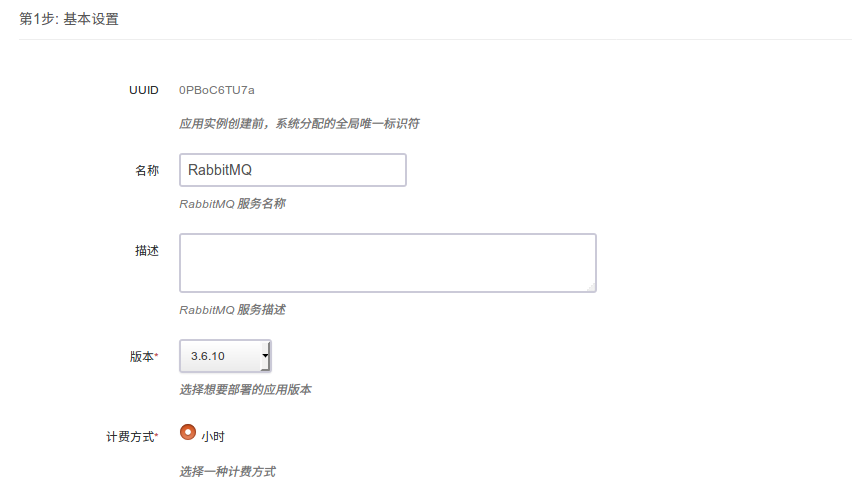 第1步: 基本设置
UUID 0PBoC6TU7a
应用实例创建前，系统分配的全局唯一标识符
名称 RabbitMQ
RabbitMQ 服务名称
描述
RabbitMQ 服务描述
版本* 3.6.10
选择想要部署的应用版本
计费方式* 小时
选择一种计费方式